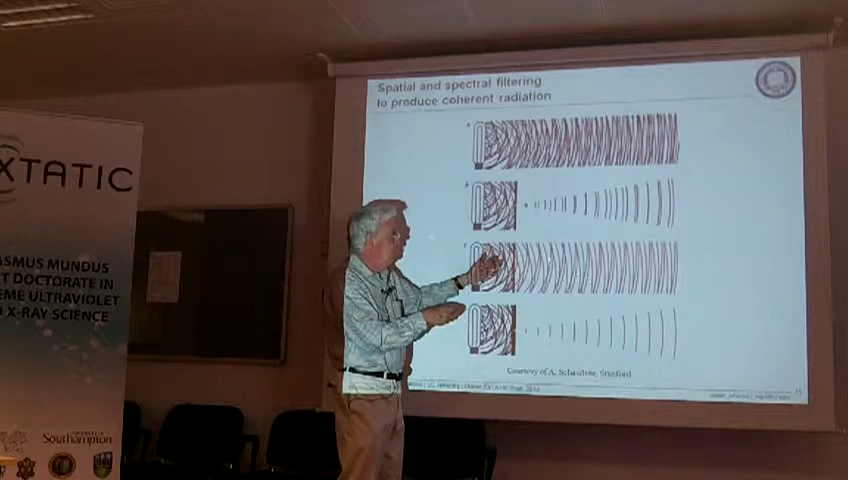 XTATIC
ASMUS MUNDUS
T DOCTORATE IN
EME ULTRAVIOLET
X-RAY SCIENCE
Southampton
Spatial and spectral filtering
to produce coherent radiation
Courtesy of A. Schawlow, Stanford